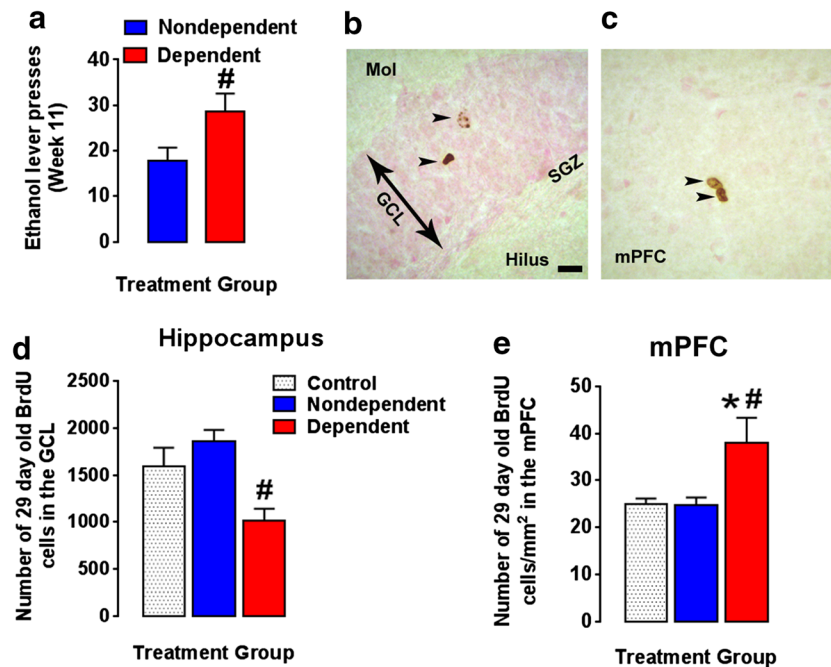 a
Nondependent
Dependent
Ethanol lever presses
(Week 11)
40
30
20
10
0
#
Treatment Group
b
Mol
GCL
SGZ
Hilus
c
mPFC
d
Hippocampus
Number of 29 day old BrdU
cells in the GCL
2500
2000
1500
1000
500
0
Control
Nondependent
Dependent
#
Treatment Group
e
mPFC
Number of 29 day old BrdU
cells/mm² in the mPFC
50
40
30
20
10
0
*#
Treatment Group